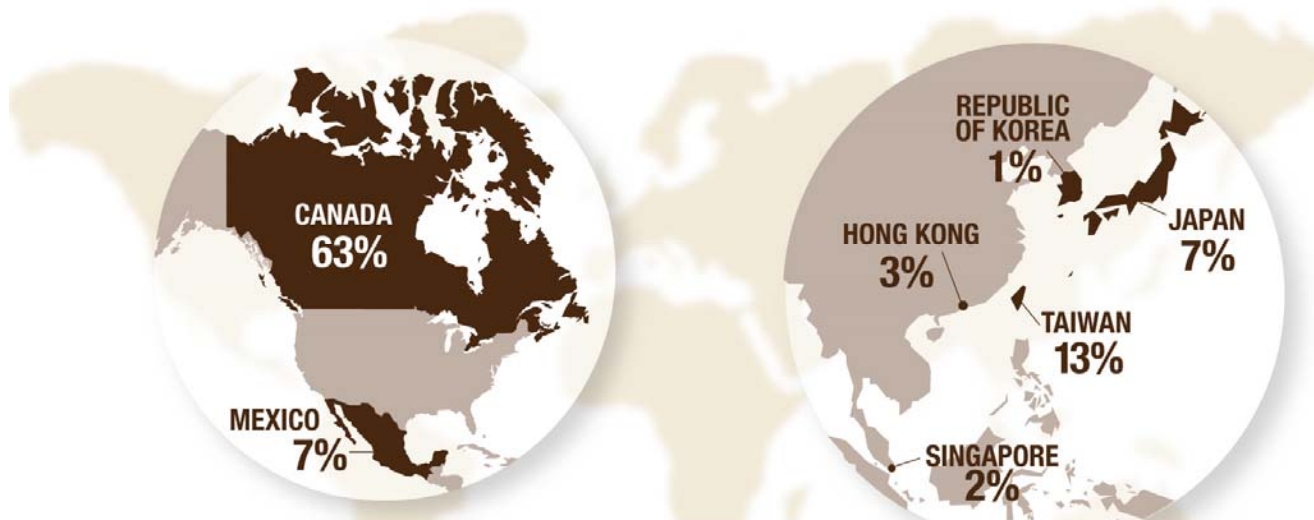 CANADA
63%
MEXICO
7%
REPUBLIC
OF KOREA
1%
HONG KONG
3%
JAPAN
7%
TAIWAN
13%
SINGAPORE
2%